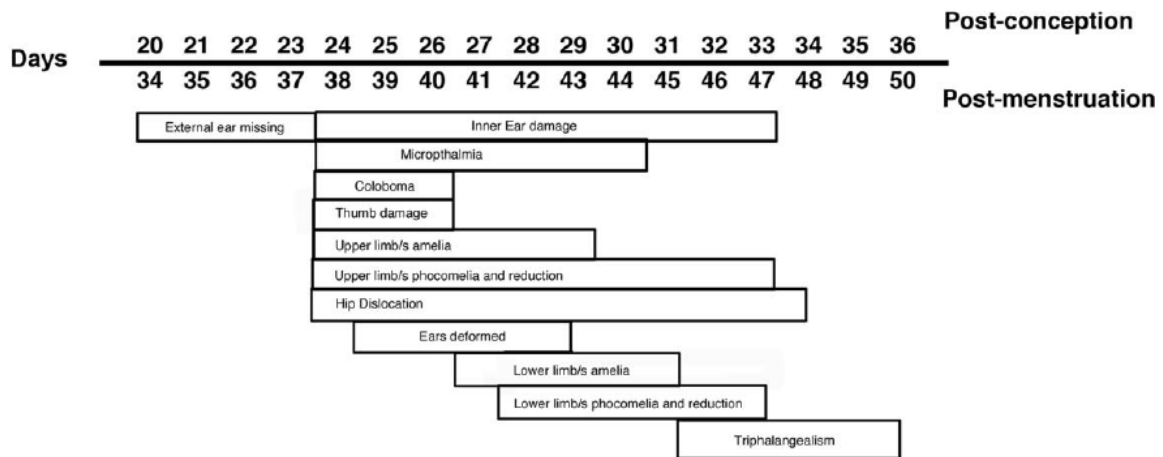 Post-conception
20 21 22 23 24 25 26 27 28 29 30 31 32 33 34 35 36
Days
34 35 36 37 38 39 40 41 42 43 44 45 46 47 48 49 50
Post-menstruation
External ear missing Inner Ear damage
Micropthalmia
Coloboma
Thumb damage
Upper limb/s amelia
Upper limb/s phocomelia and reduction
Hip Dislocation
Ears deformed
Lower limb/s amelia
Lower limb/s phocomelia and reduction
Triphalangealism